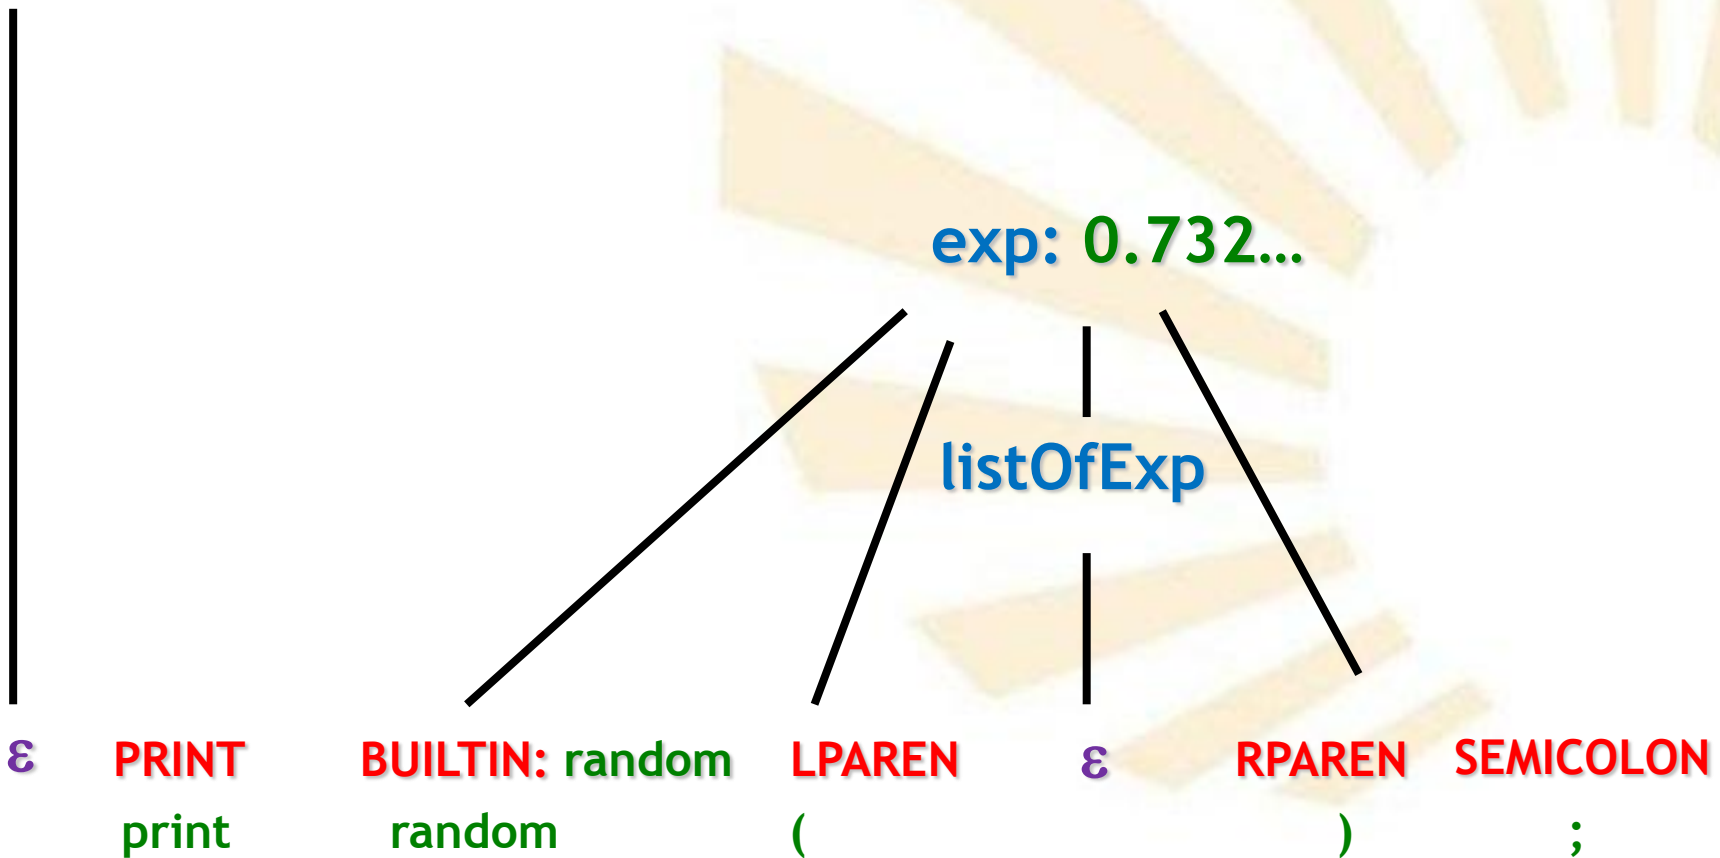 exp: 0.732…
listOfExp
ε PRINT BUILTIN: random LPAREN ε RPAREN SEMICOLON
print random ( ) ;